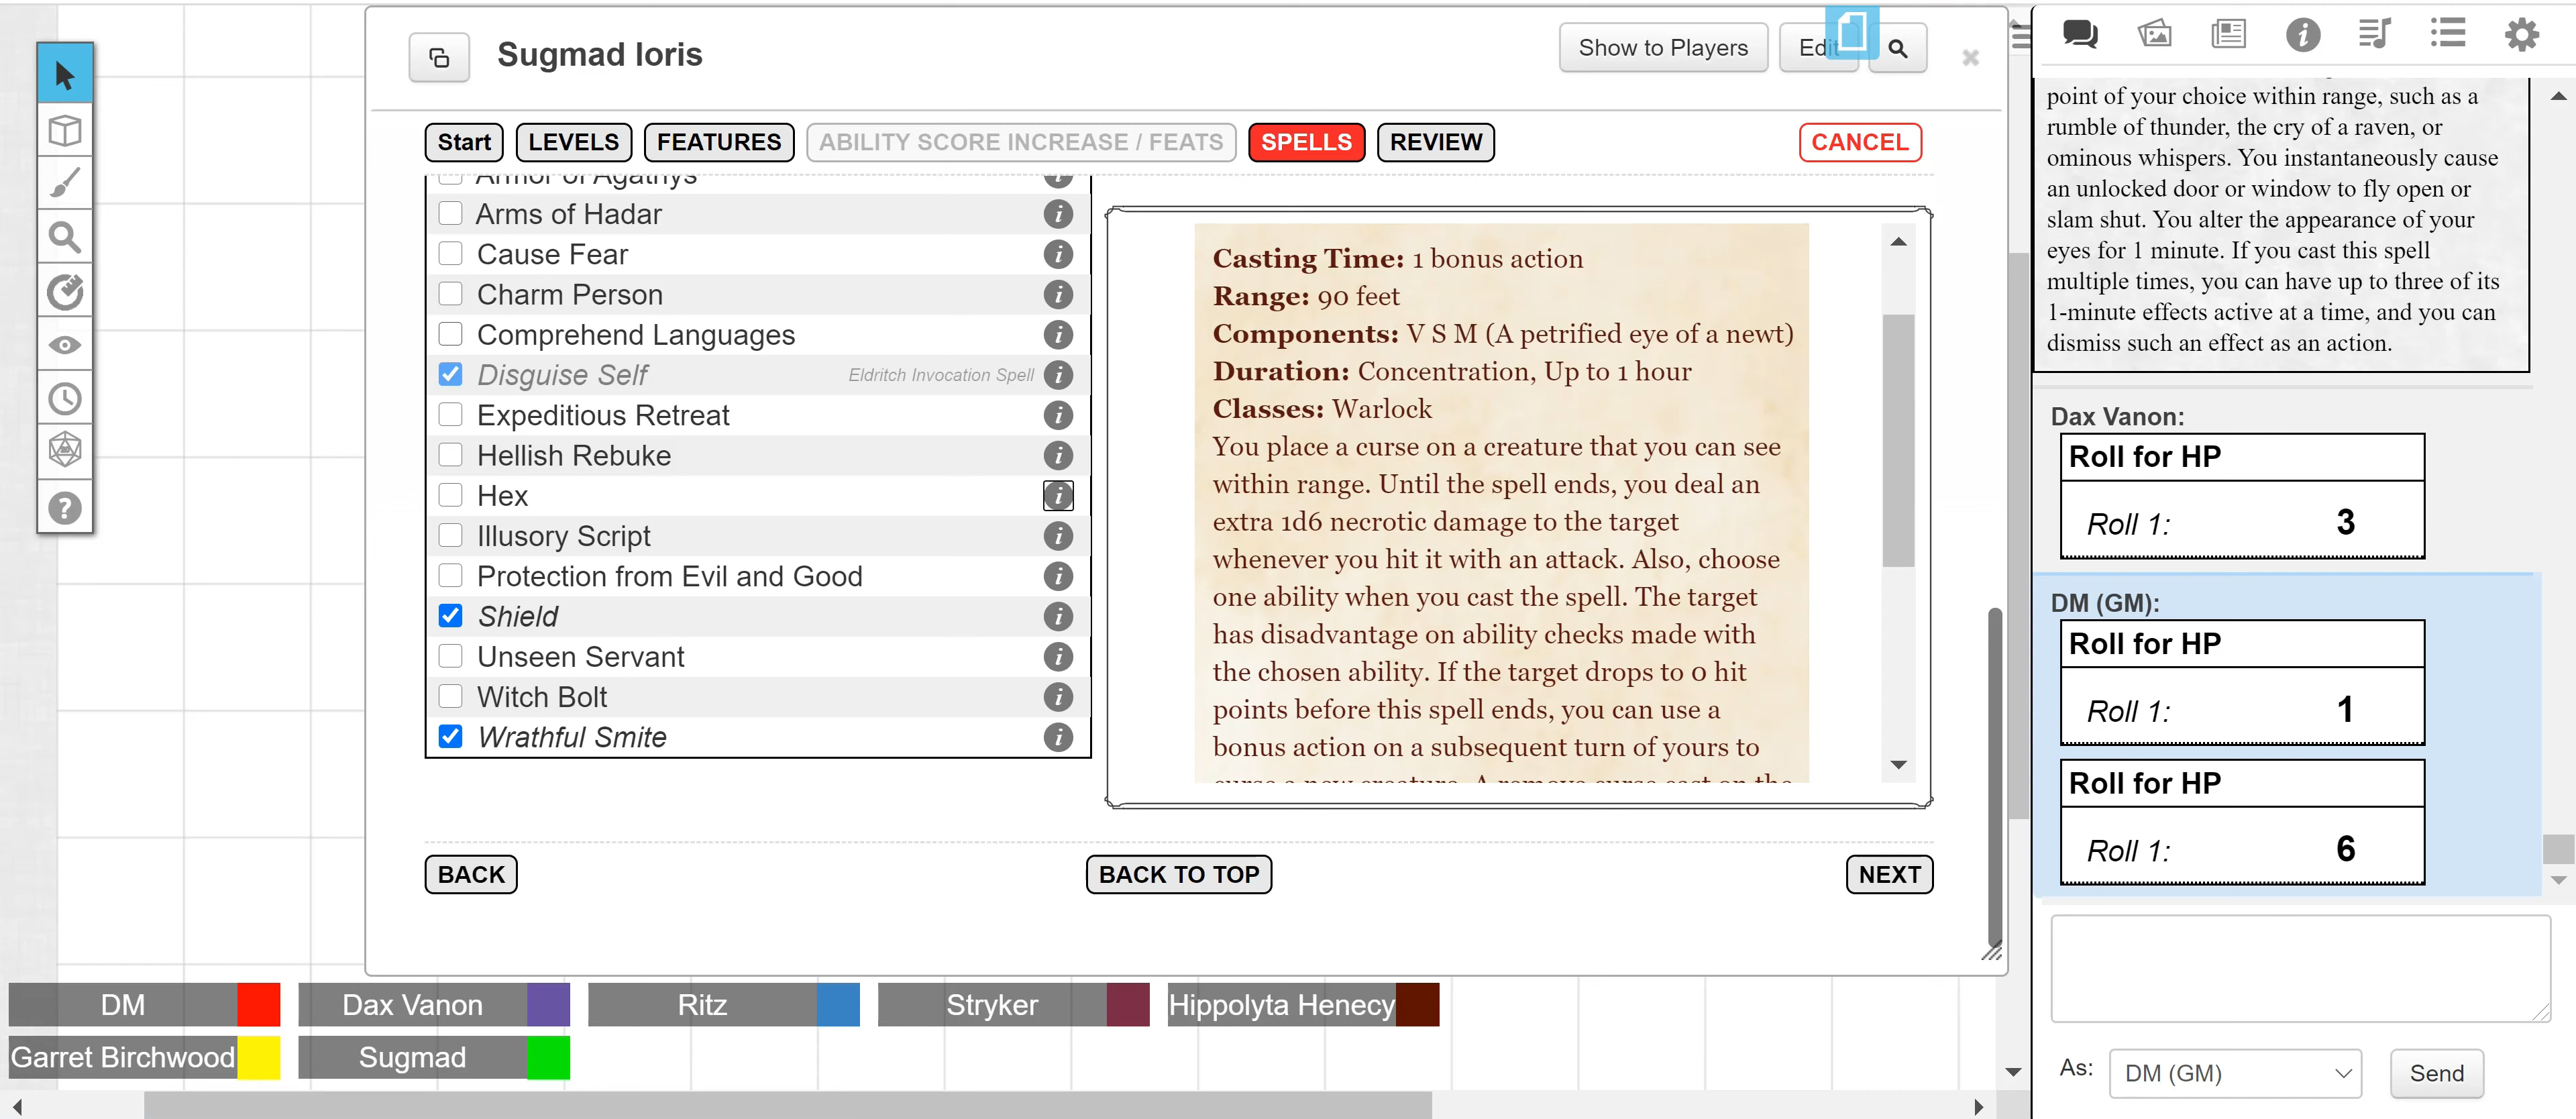 Sugmad loris
Show to Players
Edit
Start
LEVELS
FEATURES
ABILITY SCORE INCREASE / FEATS
SPELLS
REVIEW
CANCEL
Armor of Agathys
Arms of Hadar
Cause Fear
Charm Person
Comprehend Languages
Disguise Self
Eldritch Invocation Spell
Expeditious Retreat
Hellish Rebuke
Hex
Illusory Script
Protection from Evil and Good
Shield
Unseen Servant
Witch Bolt
Wrathful Smite
Casting Time: 1 bonus action
Range: 90 feet
Components: V S M (A petrified eye of a newt)
Duration: Concentration, Up to 1 hour
Classes: Warlock
You place a curse on a creature that you can see
within range. Until the spell ends, you deal an
extra 1d6 necrotic damage to the target
whenever you hit it with an attack. Also, choose
one ability when you cast the spell. The target
has disadvantage on ability checks made with
the chosen ability. If the target drops to 0 hit
points before this spell ends, you can use a
bonus action on a subsequent turn of yours to
curse a new creature. A remove curse cast on the
BACK
BACK TO TOP
NEXT
point of your choice within range, such as a
rumble of thunder, the cry of a raven, or
ominous whispers. You instantaneously cause
an unlocked door or window to fly open or
slam shut. You alter the appearance of your
eyes for 1 minute. If you cast this spell
multiple times, you can have up to three of its
1-minute effects active at a time, and you can
dismiss such an effect as an action.
Dax Vanon:
Roll for HP
Roll 1: 3
DM (GM):
Roll for HP
Roll 1: 1
Roll for HP
Roll 1: 6
As:
DM (GM)
Send
DM
Dax Vanon
Ritz
Stryker
Hippolyta Henecy
Garret Birchwood
Sugmad